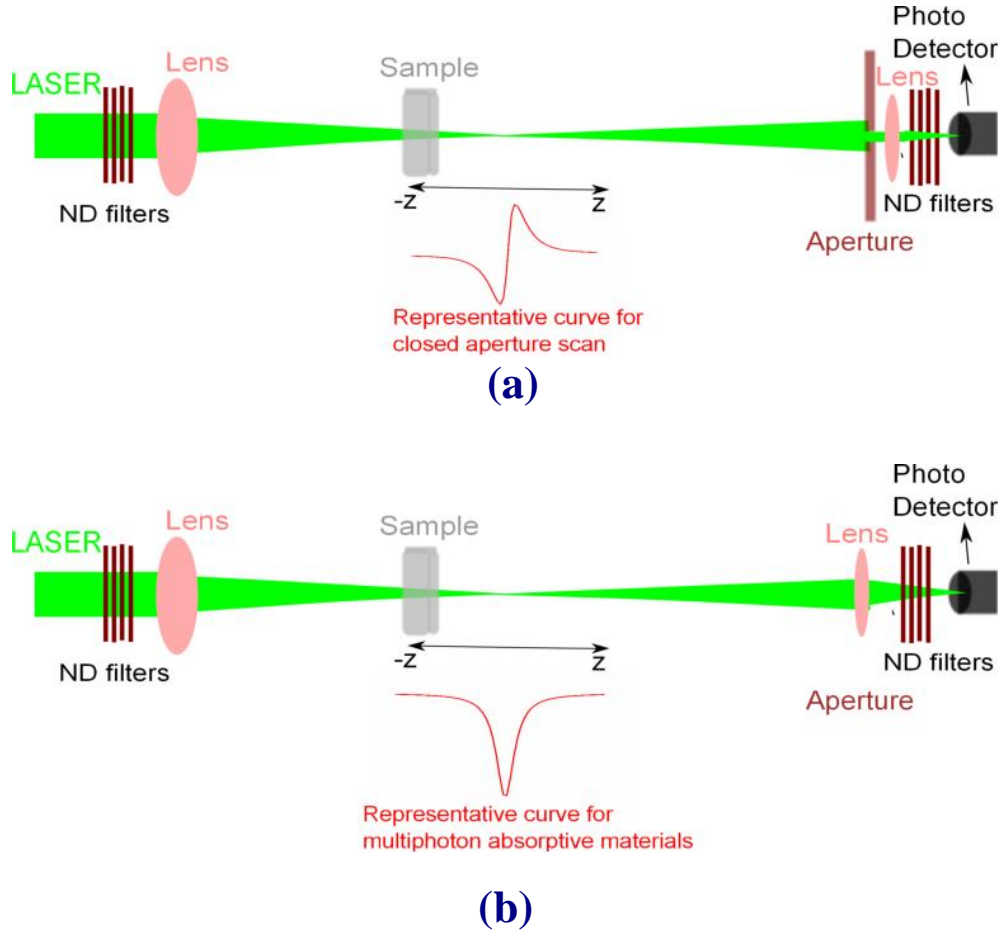 Photo
Detector
Lens
Sample
Lens
LASER
ND filters
-z
z
ND filters
Aperture
Representative curve for
closed aperture scan
(a)
Photo
Detector
Lens
Sample
Lens
LASER
ND filters
-z
z
ND filters
Aperture
Representative curve for
multiphoton absorptive materials
(b)